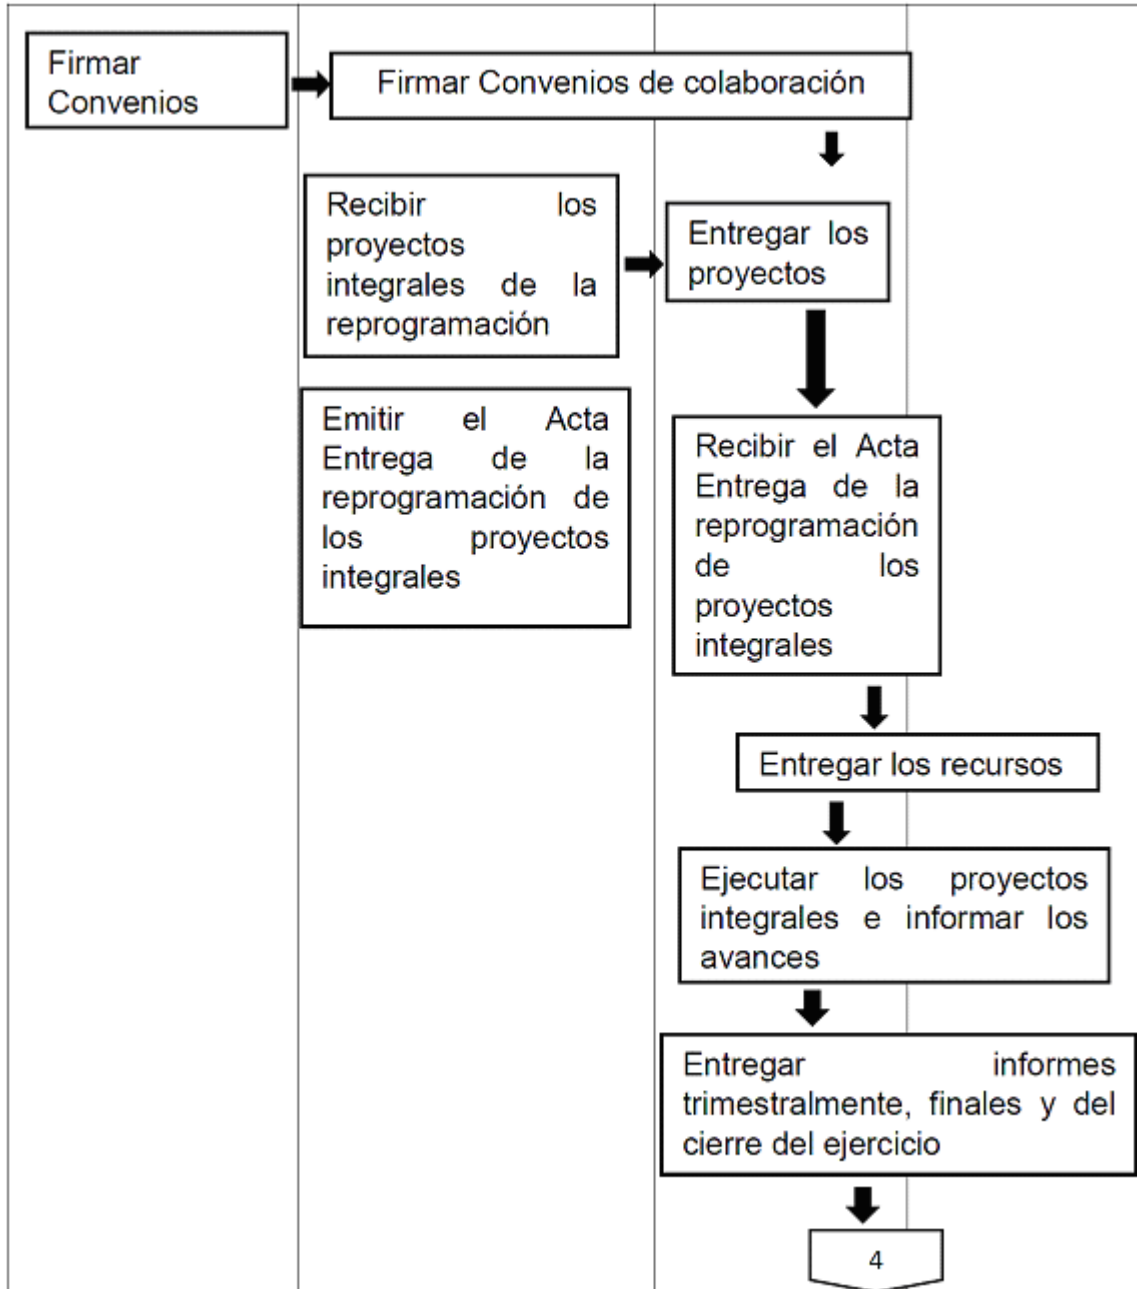 Firmar
Convenios
Firmar Convenios de colaboración
Recibir los
proyectos
integrales de la
reprogramación
Entregar los
proyectos
Emitir el Acta
Entrega de la
reprogramación de
los proyectos
integrales
Recibir el Acta
Entrega de la
reprogramación
de los
proyectos
integrales
Entregar los recursos
Ejecutar los proyectos
integrales e informar los
avances
Entregar informes
trimestralmente, finales y del
cierre del ejercicio
4